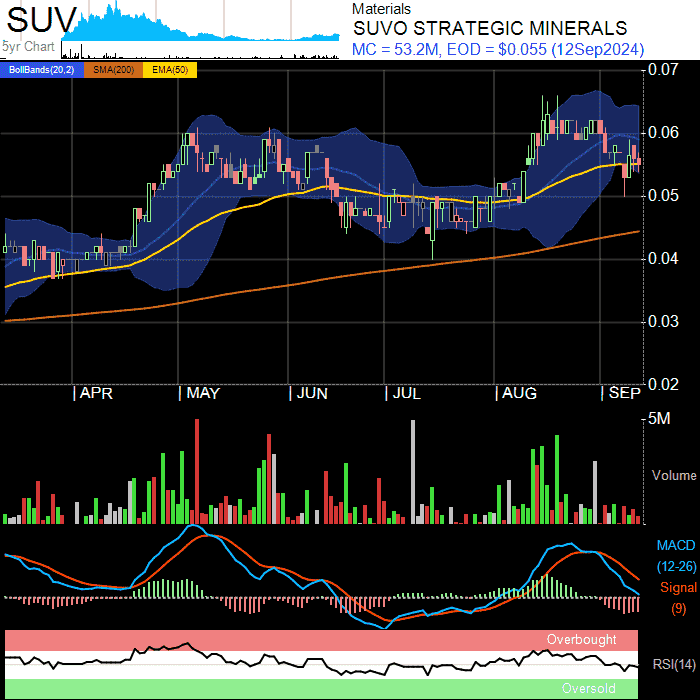 SUV
5yr Chart
Materials
SUVO STRATEGIC MINERALS
MC = 53.2M, EOD = $0.055 (12Sep2024)
BollBands(20,2) SMA(200) EMA(50)
0.07
0.06
0.05
0.04
0.03
0.02
APR MAY JUN JUL AUG SEP
5M
Volume
MACD
(12-26)
Signal
(9)
Overbought
RSI(14)
Oversold